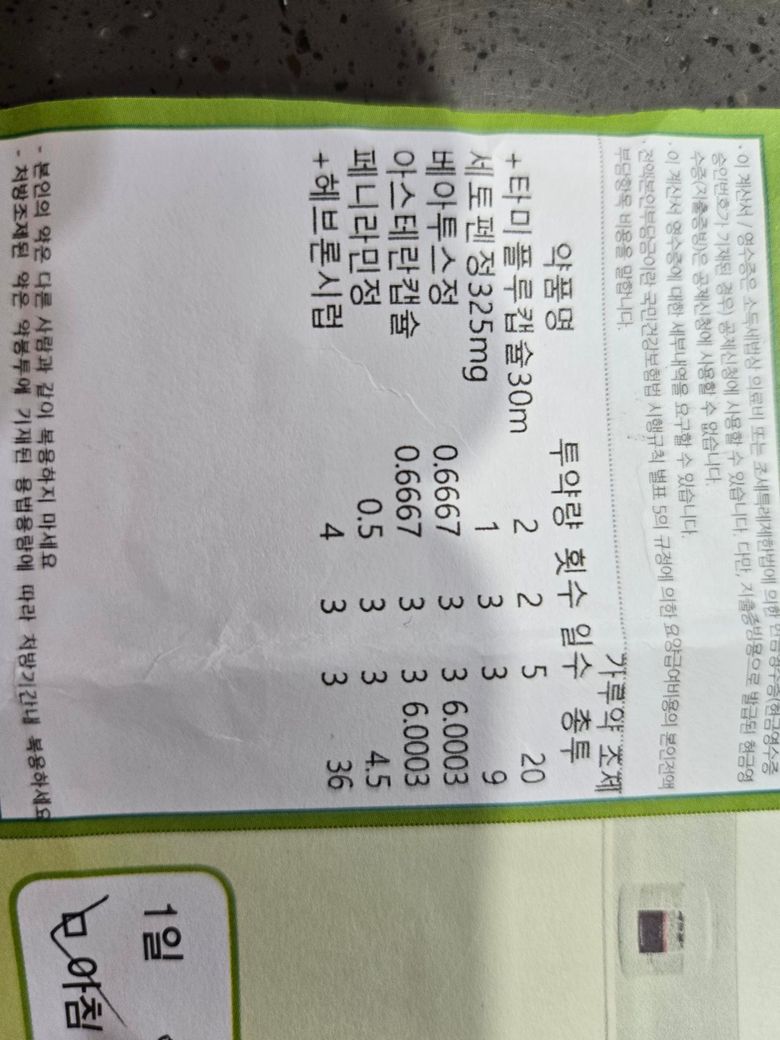 · 이 계산서 / 영수증은 소득세법상 의료비 또는 조세특례제한법에 의한 현금영수증(현금영수증
승인번호가 기재된 경우) 공제신청에 사용할 수 있습니다. 다만, 지출증빙용으로 발급된 현금영
수증(지출증빙)은 공제신청에 사용할 수 없습니다.
· 이 계산서 영수증에 대한 세부내역을 요구할 수 있습니다.
· 전액본인부담금이란 국민건강보험법 시행규칙 별표 5의 규정에 의한 요양급여비용의 본인전액
부담항목 비용을 말합니다.
가루약 조제
약품명 투약량 횟수 일수 총투
+타미플루캡슐30m 2 2 5 20
세토펜정325mg 1 3 3 9
베아투스정 0.6667 3 3 6.0003
아스테란캡슐 0.6667 3 3 6.0003
페니라민정 0.5 3 3 4.5
+헤브론시럽 4 3 3 36
- 본인의 약은 다른 사람과 같이 복용하지 마세요
- 처방조제된 약은 약봉투에 기재된 용법용량에 따라 처방기간내 복용하세요
1일
아침